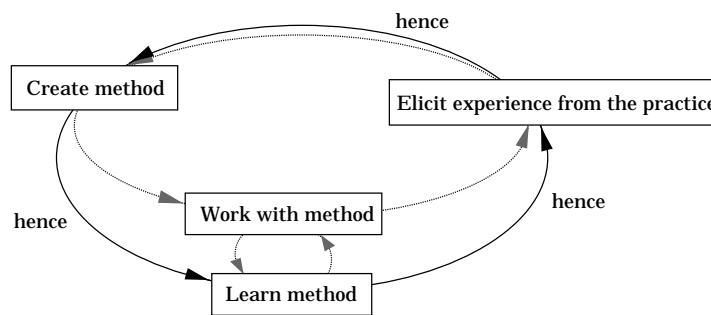 hence
Create method
Elicit experience from the practice
hence
Work with method
hence
Learn method